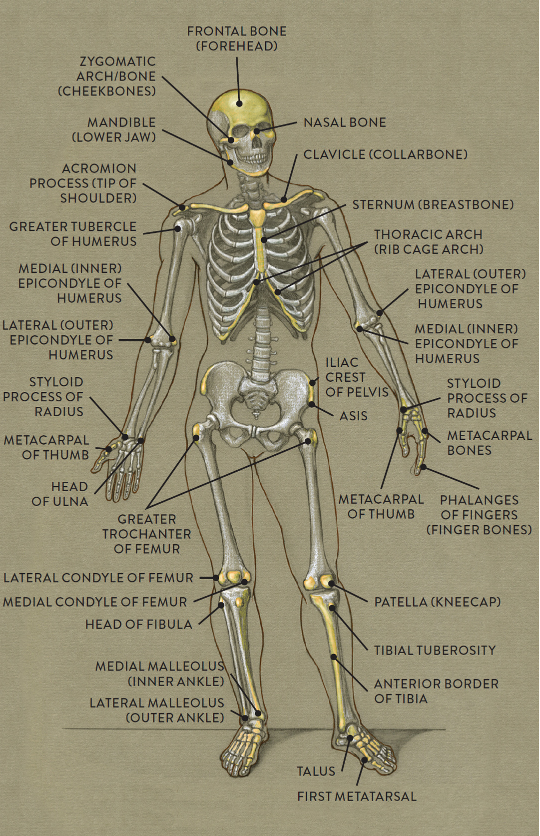 FRONTAL BONE
(FOREHEAD)
ZYGOMATIC
ARCH/BONE
(CHEEKBONES)
MANDIBLE
(LOWER JAW)
NASAL BONE
CLAVICLE (COLLARBONE)
ACROMION
PROCESS (TIP OF
SHOULDER)
STERNUM (BREASTBONE)
GREATER TUBERCLE
OF HUMERUS
THORACIC ARCH
(RIB CAGE ARCH)
MEDIAL (INNER)
EPICONDYLE OF
HUMERUS
LATERAL (OUTER)
EPICONDYLE OF
HUMERUS
LATERAL (OUTER)
EPICONDYLE OF
HUMERUS
MEDIAL (INNER)
EPICONDYLE OF
HUMERUS
ILIAC
CREST
OF PELVIS
ASIS
STYLOID
PROCESS OF
RADIUS
STYLOID
PROCESS OF
RADIUS
METACARPAL
OF THUMB
METACARPAL
BONES
HEAD
OF ULNA
METACARPAL
OF THUMB
PHALANGES
OF FINGERS
(FINGER BONES)
GREATER
TROCHANTER
OF FEMUR
LATERAL CONDYLE OF FEMUR
MEDIAL CONDYLE OF FEMUR
PATELLA (KNEECAP)
HEAD OF FIBULA
TIBIAL TUBEROSITY
MEDIAL MALLEOLUS
(INNER ANKLE)
ANTERIOR BORDER
OF TIBIA
LATERAL MALLEOLUS
(OUTER ANKLE)
TALUS
FIRST METATARSAL